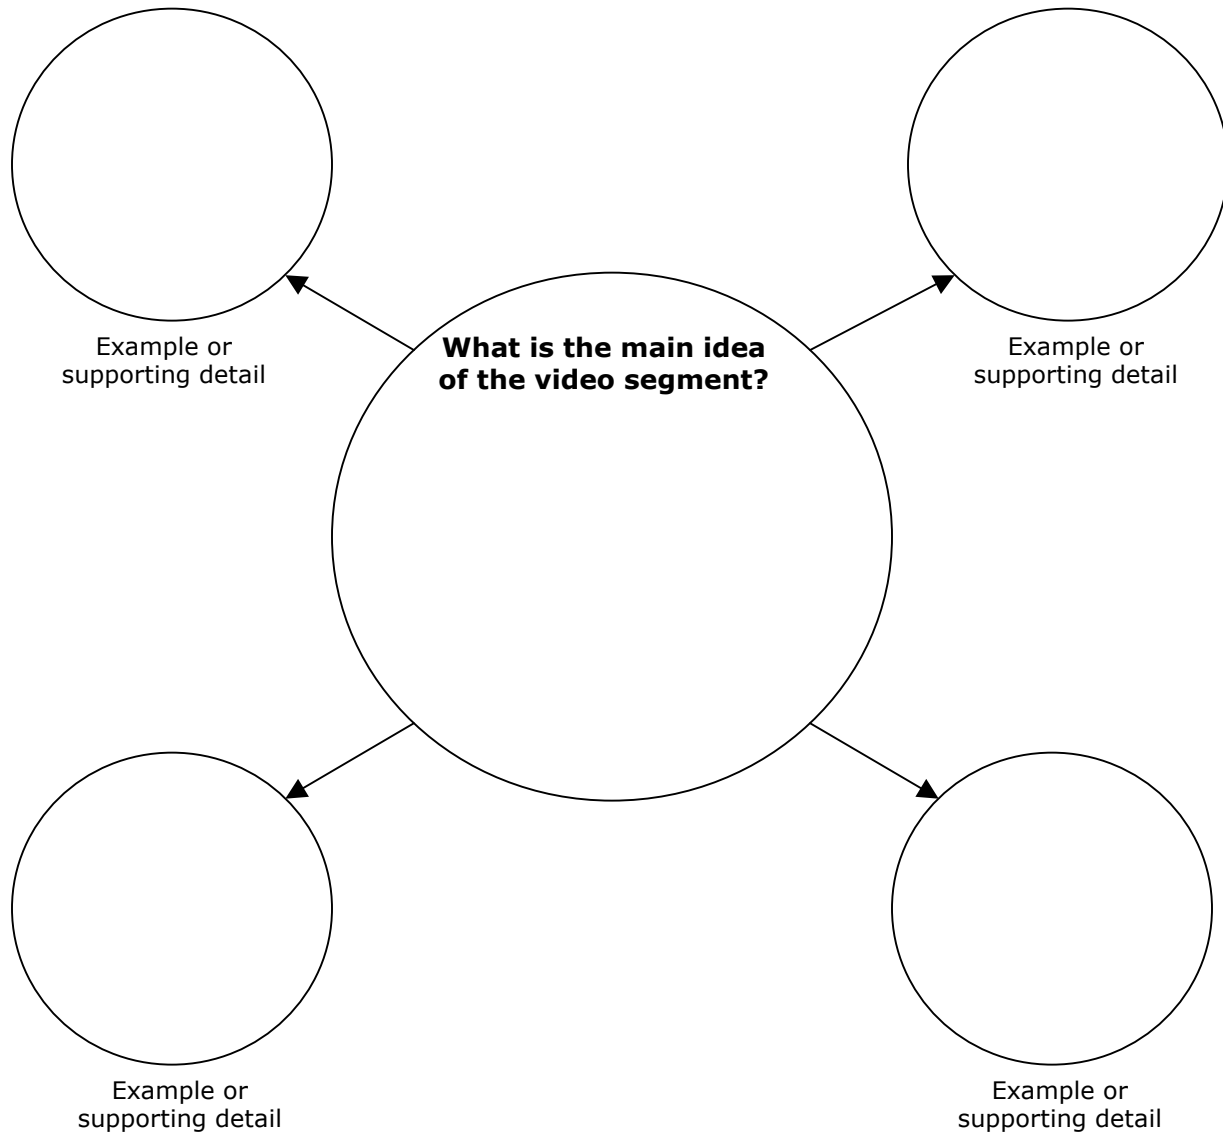 Example or
supporting detail
What is the main idea
of the video segment?
Example or
supporting detail
Example or
supporting detail
Example or
supporting detail